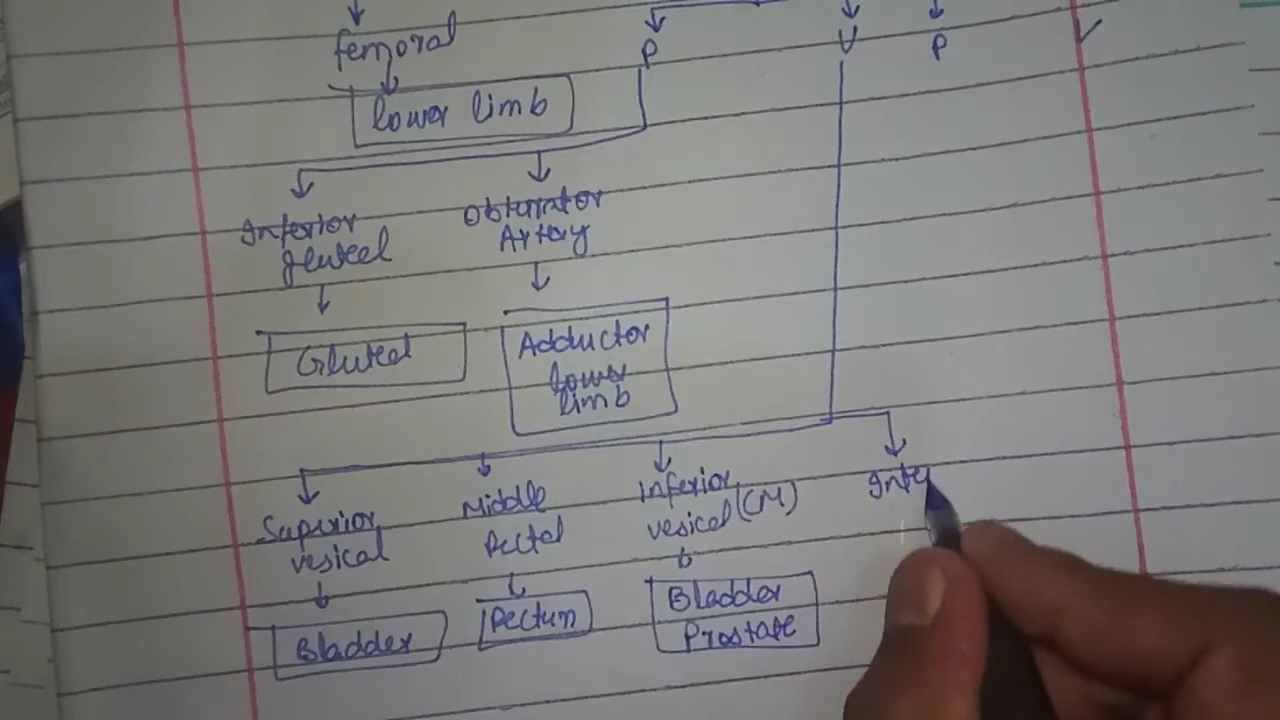 femoral
P
V
P
lower limb
Inferior
gluteal
Obturator
Artery
Gluteal
Adductor
lower
limb
Superior
vesical
Middle
Rectal
Inferior
vesical (M)
Inte
Bladder
Rectum
Bladder
Prostate